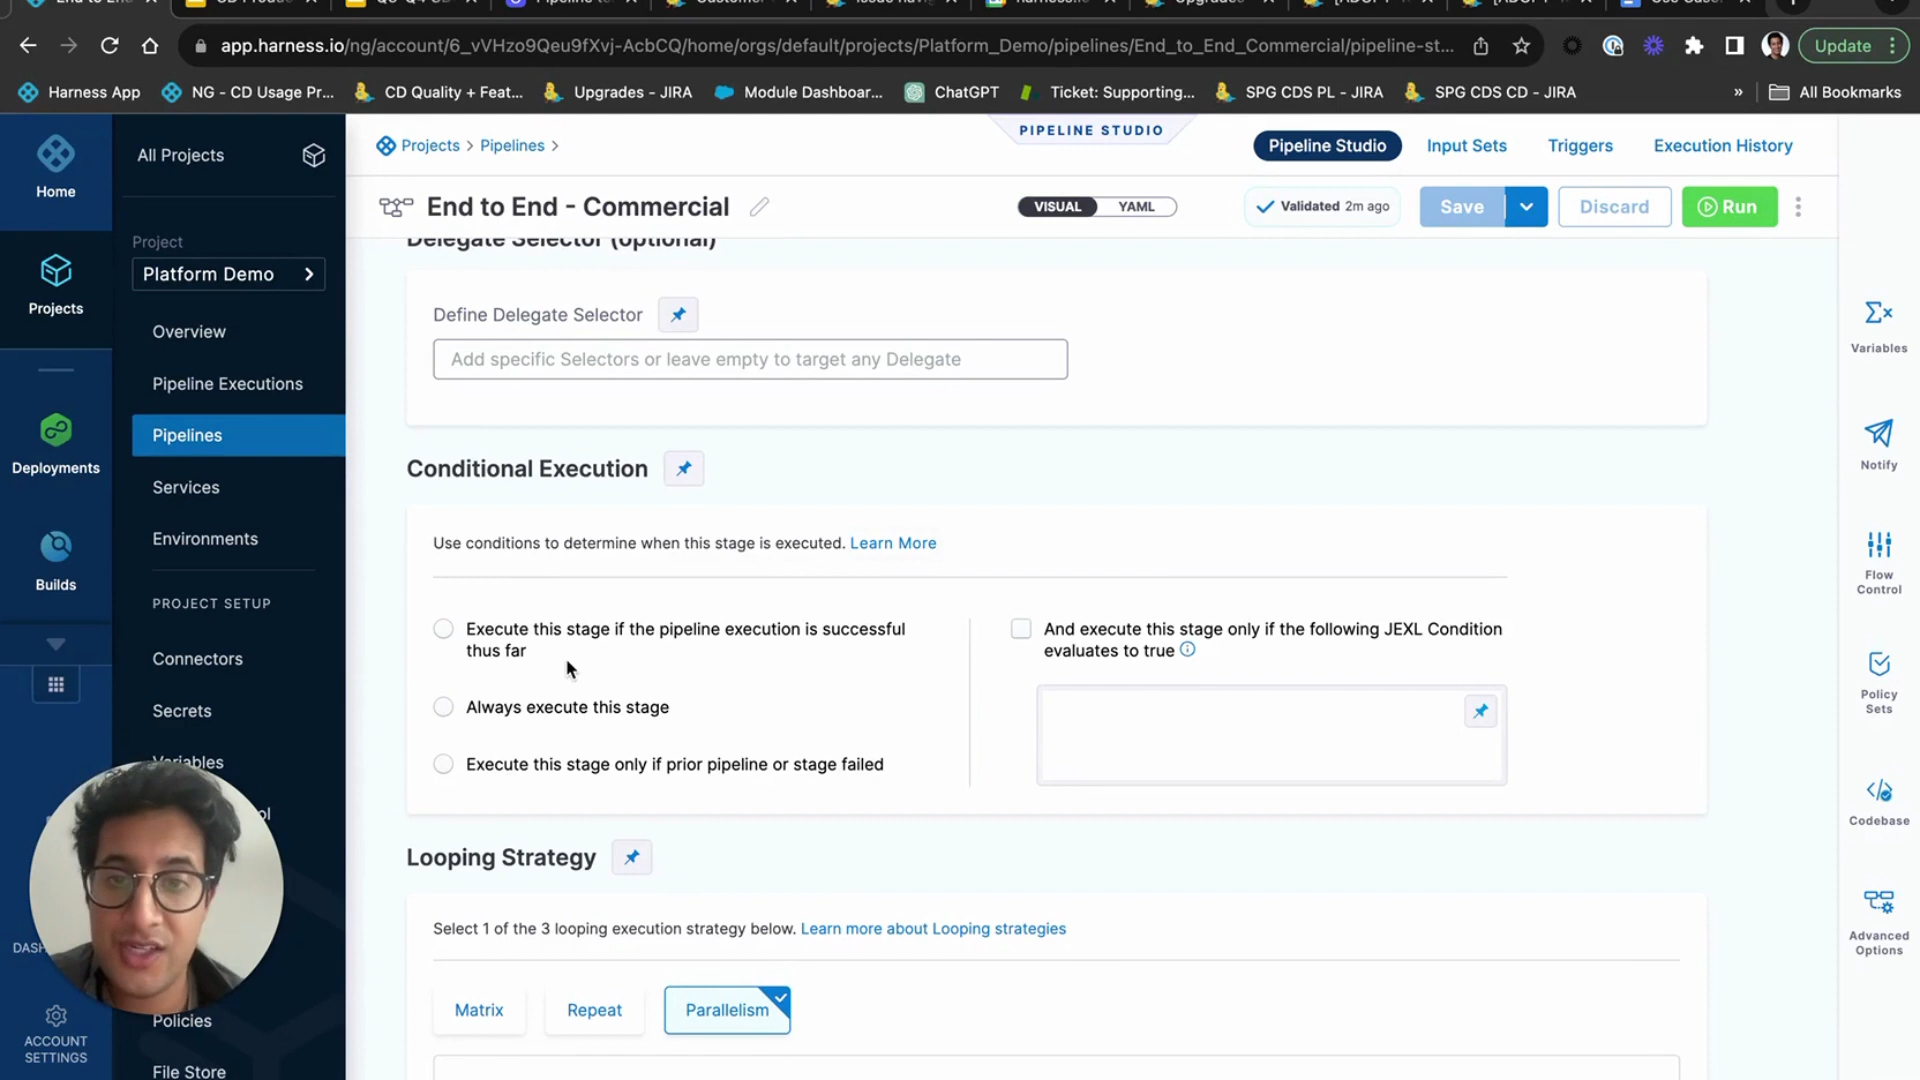 app.harness.io/ng/account/6_vVHzo9Qeu9fXvj-AcbCQ/home/orgs/default/projects/Platform_Demo/pipelines/End_to_End_Commercial/pipeline-st...
Update
Harness App
NG - CD Usage Pr...
CD Quality + Feat...
Upgrades - JIRA
Module Dashboar...
ChatGPT
Ticket: Supporting...
SPG CDS PL - JIRA
SPG CDS CD - JIRA
»
All Bookmarks
Home
Projects
Deployments
Builds
ACCOUNT
SETTINGS
All Projects
Project
Platform Demo
Overview
Pipeline Executions
Pipelines
Services
Environments
PROJECT SETUP
Connectors
Secrets
Variables
Policies
File Store
Projects > Pipelines >
PIPELINE STUDIO
Pipeline Studio
Input Sets
Triggers
Execution History
End to End - Commercial
VISUAL
YAML
Validated 2m ago
Save
Discard
Run
Delegate Selector (optional)
Define Delegate Selector
Add specific Selectors or leave empty to target any Delegate
Conditional Execution
Use conditions to determine when this stage is executed. Learn More
Execute this stage if the pipeline execution is successful
thus far
Always execute this stage
Execute this stage only if prior pipeline or stage failed
And execute this stage only if the following JEXL Condition
evaluates to true
Looping Strategy
Select 1 of the 3 looping execution strategy below. Learn more about Looping strategies
Matrix
Repeat
Parallelism
Variables
Notify
Flow
Control
Policy
Sets
Codebase
Advanced
Options